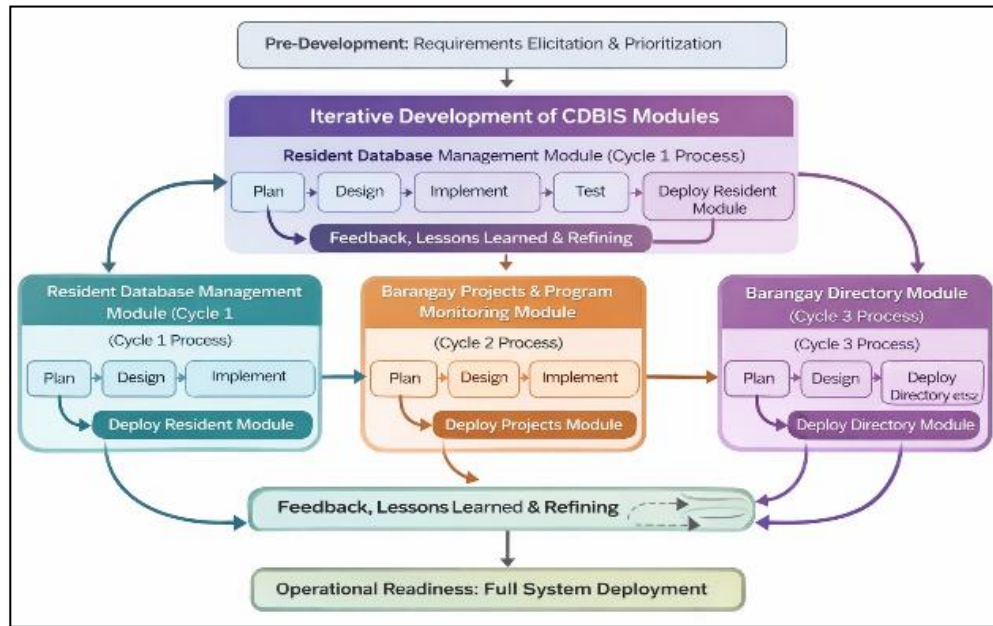 Pre-Development: Requirements Elicitation & Prioritization
Iterative Development of CDBIS Modules
Resident Database Management Module (Cycle 1 Process)
Plan
Design
Implement
Test
Deploy Resident
Module
Feedback, Lessons Learned & Refining
Resident Database Management
Module (Cycle 1
(Cycle 1 Process)
Plan
Design
Implement
Deploy Resident Module
Barangay Projects & Program
Monitoring Module
(Cycle 2 Process)
Plan
Design
Implement
Deploy Projects Module
Barangay Directory Module
(Cycle 3 Process)
(Cycle 3 Process)
Plan
Design
Deploy
Directory etsz
Deploy Directory Module
Feedback, Lessons Learned & Refining
Operational Readiness: Full System Deployment